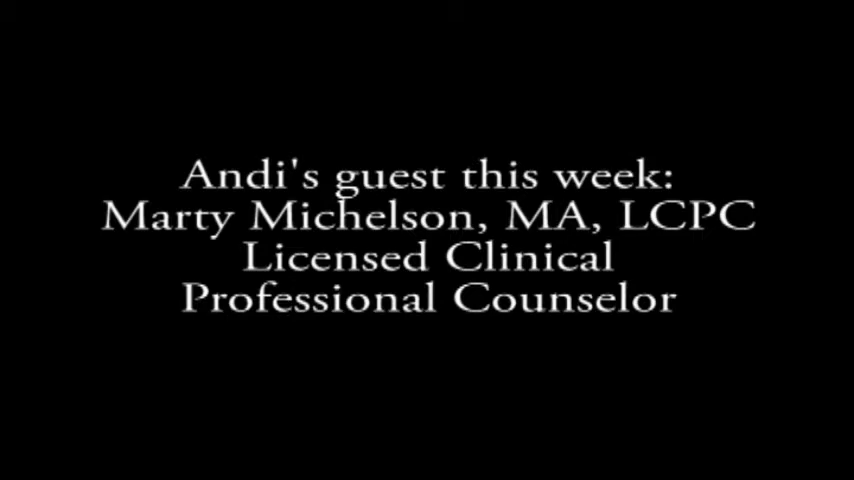 Andi's guest this week:
Marty Michelson, MA, LCPC
Licensed Clinical
Professional Counselor